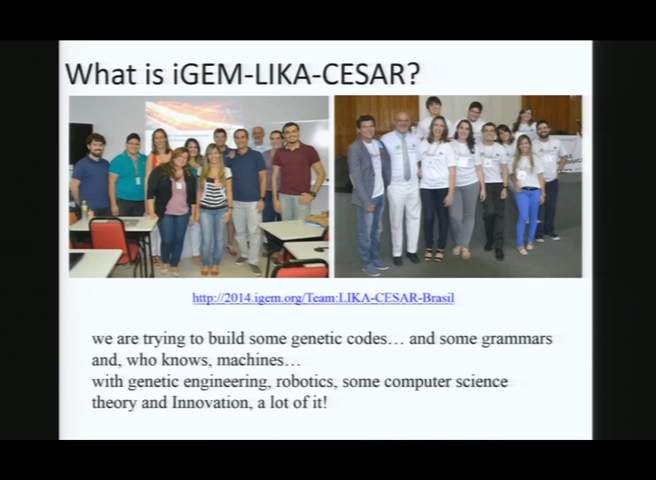 What is iGEM-LIKA-CESAR?
http://2014.igem.org/Team:LIKA-CESAR-Brasil
we are trying to build some genetic codes... and some grammars
and, who knows, machines...
with genetic engineering, robotics, some computer science
theory and Innovation, a lot of it!